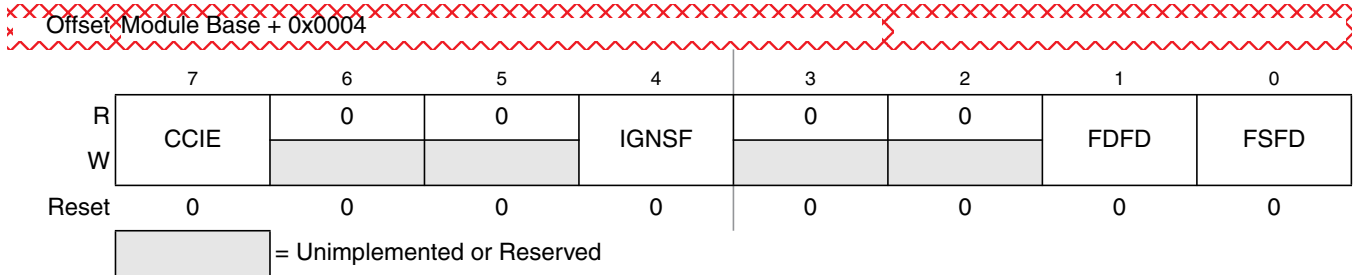 Offset Module Base + 0x0004
7 6 5 4 3 2 1 0
R CCIE 0 0 IGNSF 0 0 FDFD FSFD
W
Reset 0 0 0 0 0 0 0 0
= Unimplemented or Reserved